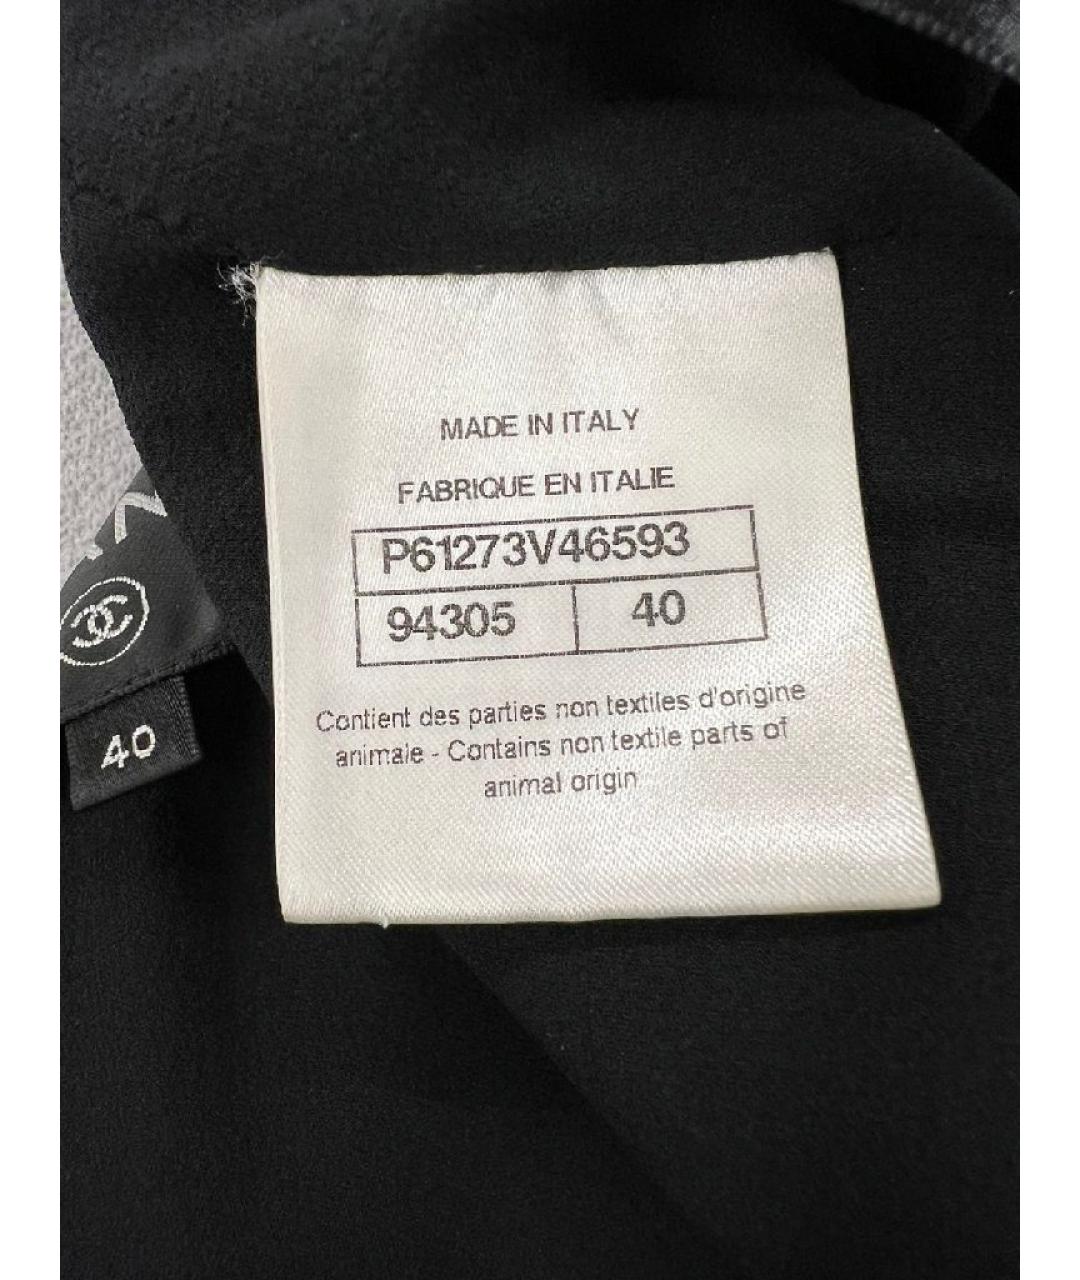 MADE IN ITALY
FABRIQUE EN ITALIE
P61273V46593
94305 40
Contient des parties non textiles d'origine
animale - Contains non textile parts of
animal origin
40